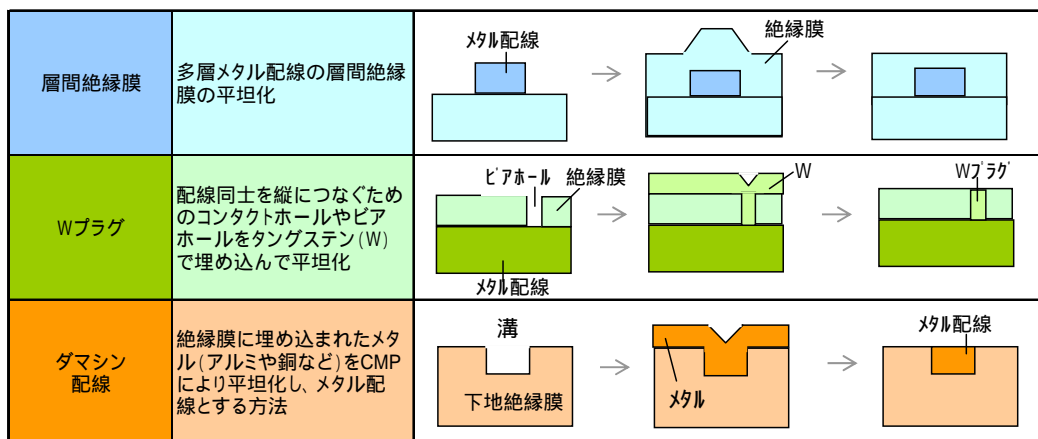 層間絶縁膜
多層メタル配線の層間絶縁
膜の平坦化
ﾒﾀﾙ配線
絶縁膜
Wプラグ
配線同士を縦につなぐため
のコンタクトホールやビア
ホールをタングステン(W)
で埋め込んで平坦化
ﾋﾞｱﾎｰﾙ
絶縁膜
ﾒﾀﾙ配線
W
Wﾌﾟﾗｸﾞ
ダマシン
配線
絶縁膜に埋め込まれたメタ
ル(アルミや銅など)をCMP
により平坦化し、メタル配
線とする方法
溝
下地絶縁膜
ﾒﾀﾙ
ﾒﾀﾙ配線